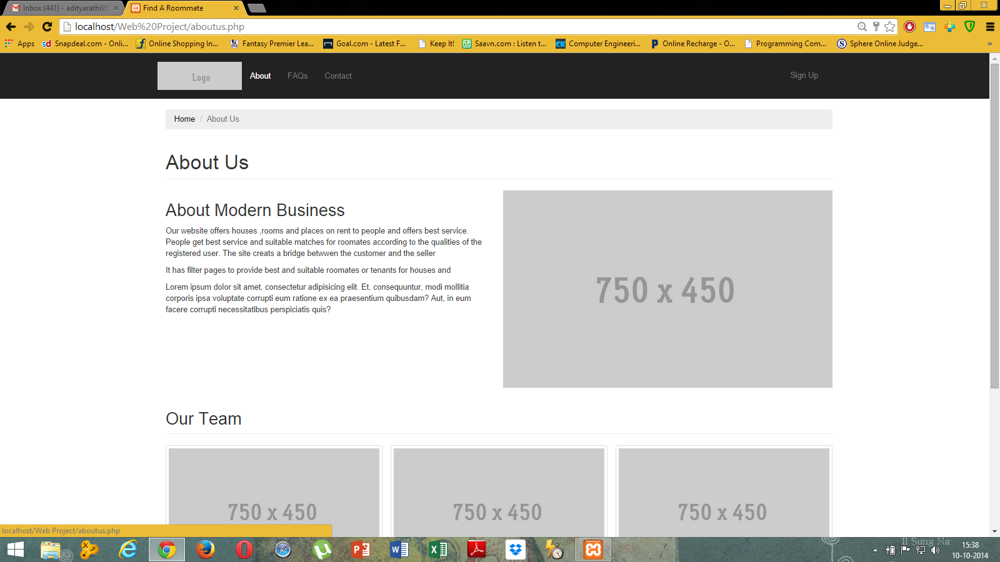 Inbox (441) - adityarathi95
Find A Roommate
localhost/Web%20Project/aboutus.php
Apps
Snapdeal.com - Onli...
Online Shopping In...
Fantasy Premier Lea...
Goal.com - Latest F...
Keep It!
Saavn.com : Listen t...
Computer Engineeri...
Online Recharge - O...
Programming Com...
Sphere Online Judge...
»
Logo
About
FAQs
Contact
Sign Up
Home / About Us
About Us
About Modern Business
Our website offers houses ,rooms and places on rent to people and offers best service.
People get best service and suitable matches for roomates according to the qualities of the
registered user. The site creats a bridge betwwen the customer and the seller
It has filter pages to provide best and suitable roomates or tenants for houses and
Lorem ipsum dolor sit amet, consectetur adipisicing elit. Et, consequuntur, modi mollitia
corporis ipsa voluptate corrupti eum ratione ex ea praesentium quibusdam? Aut, in eum
facere corrupti necessitatibus perspiciatis quis?
750 x 450
Our Team
750 x 450
750 x 450
750 x 450
localhost/Web Project/aboutus.php
Il Sung Na
15:38
10-10-2014